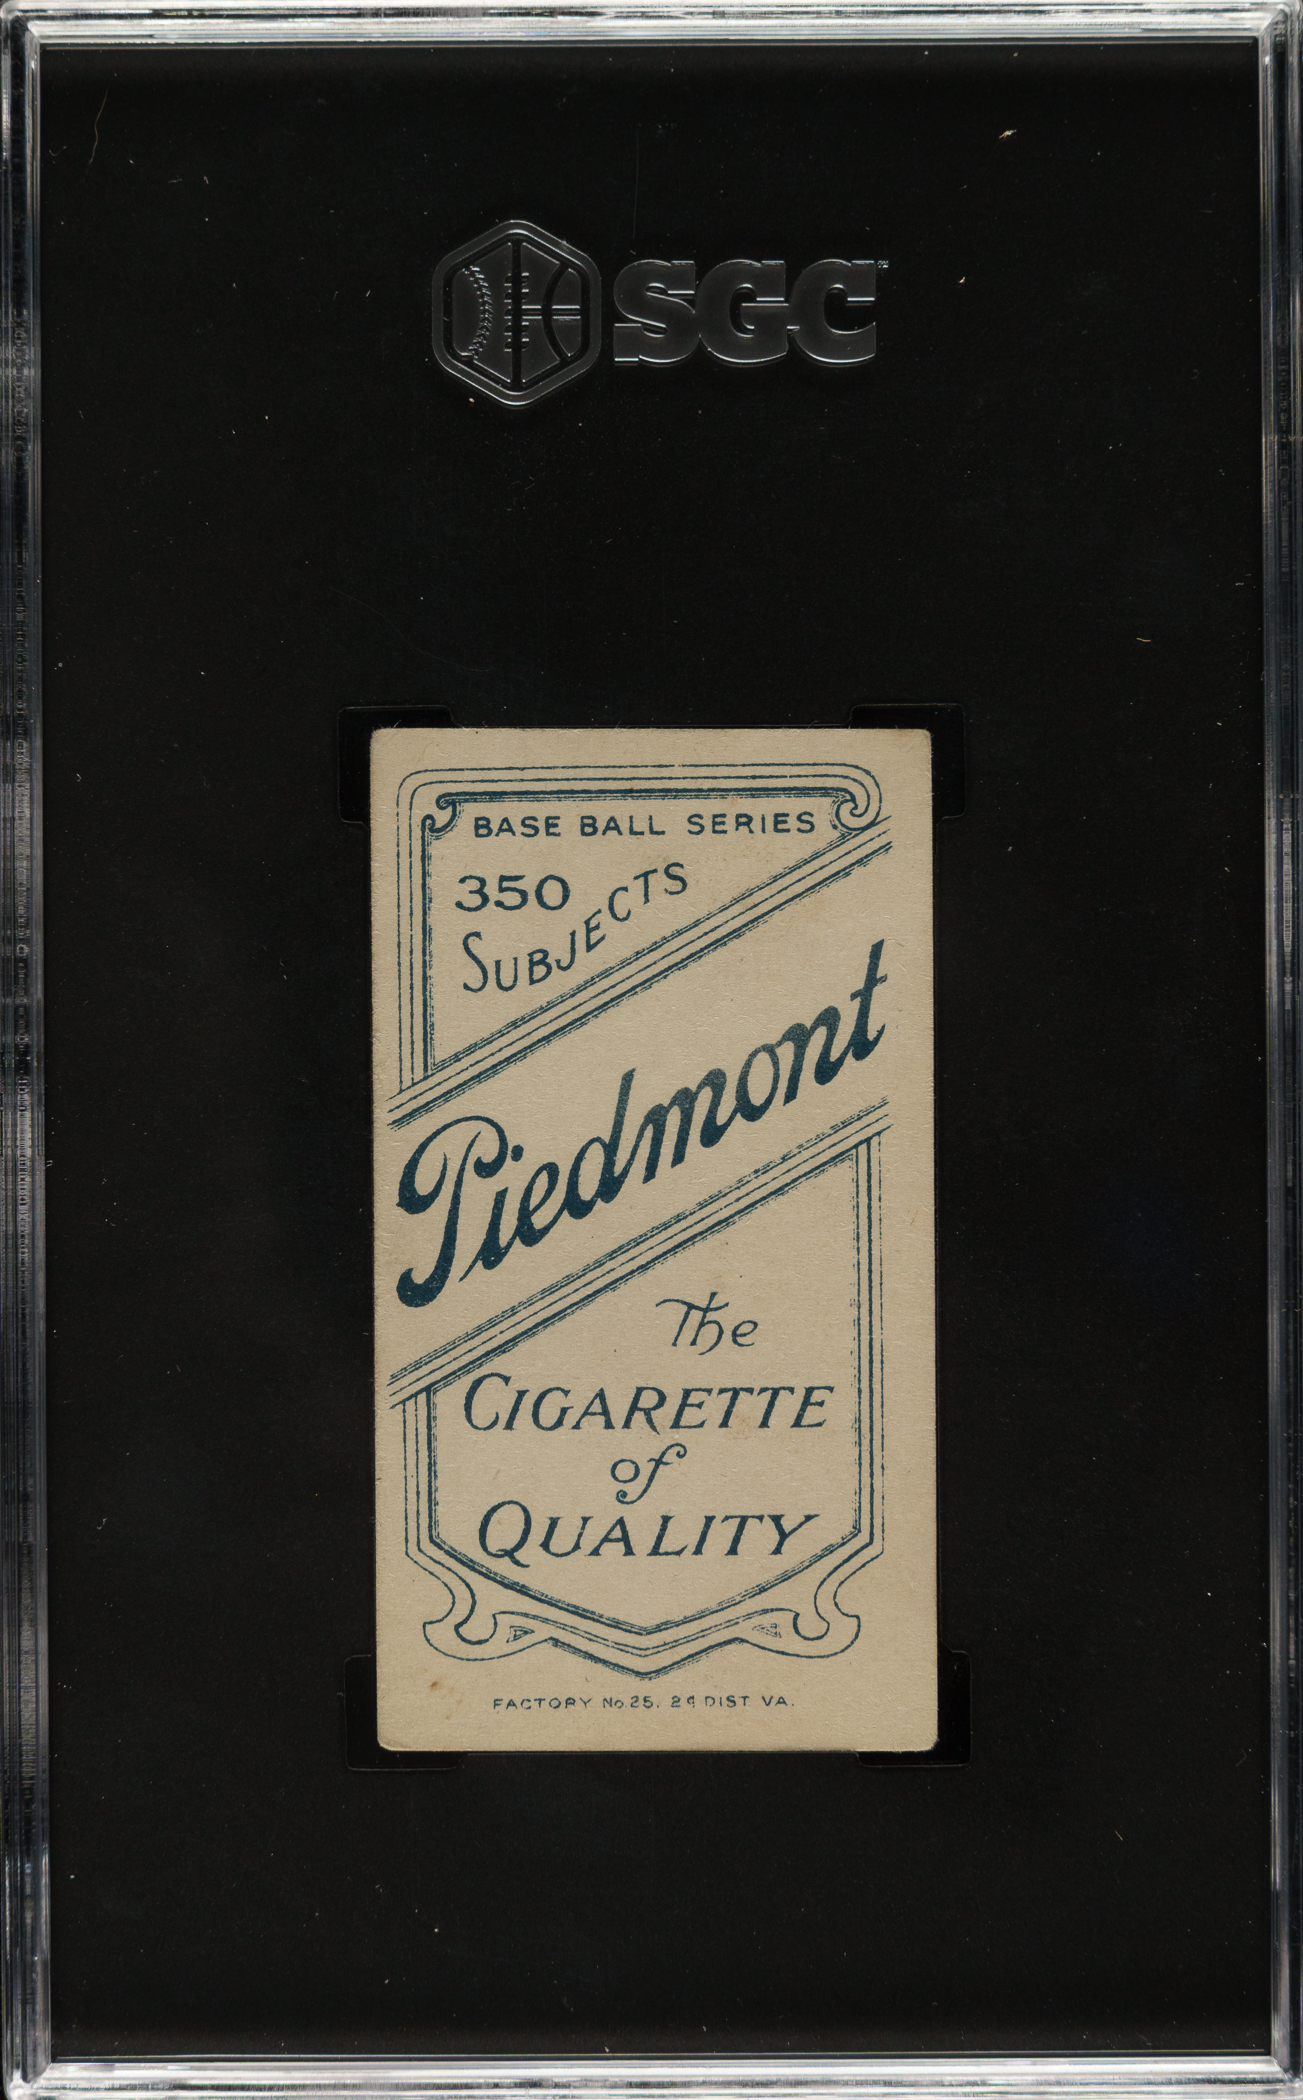 SGC
BASE BALL SERIES
350
SUBJECTS
Piedmont
The
CIGARETTE
of
QUALITY
FACTORY No. 25, 2d DIST VA.